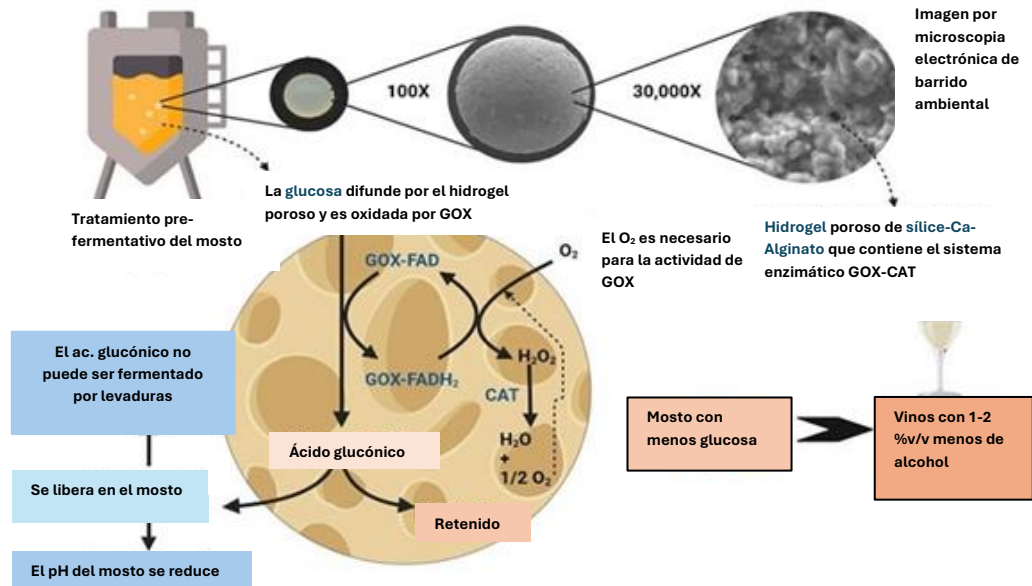 Imagen por
microscopia
electrónica de
barrido
ambiental
100X
30,000X
Tratamiento pre-
fermentativo del mosto
La glucosa difunde por el hidrogel
poroso y es oxidada por GOX
El O₂ es necesario
para la actividad de
GOX
Hidrogel poroso de sílice-Ca-
Alginato que contiene el sistema
enzimático GOX-CAT
GOX-FAD
O₂
GOX-FADH₂
H₂O₂
CAT
H₂O
+
1/2 O₂
Ácido glucónico
Retenido
El ac. glucónico no
puede ser fermentado
por levaduras
Se libera en el mosto
El pH del mosto se reduce
Mosto con
menos glucosa
Vinos con 1-2
%v/v menos de
alcohol